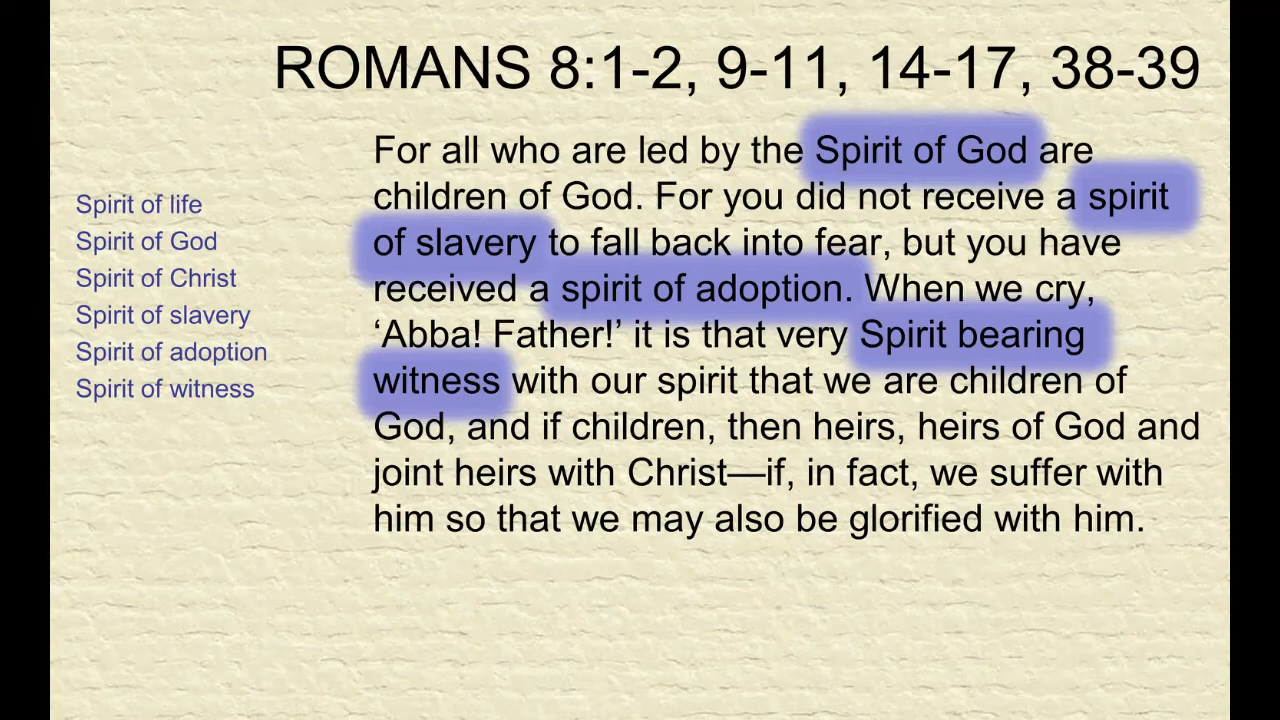 ROMANS 8:1-2, 9-11, 14-17, 38-39
Spirit of life
Spirit of God
Spirit of Christ
Spirit of slavery
Spirit of adoption
Spirit of witness
For all who are led by the Spirit of God are
children of God. For you did not receive a spirit
of slavery to fall back into fear, but you have
received a spirit of adoption. When we cry,
‘Abba! Father!’ it is that very Spirit bearing
witness with our spirit that we are children of
God, and if children, then heirs, heirs of God and
joint heirs with Christ—if, in fact, we suffer with
him so that we may also be glorified with him.